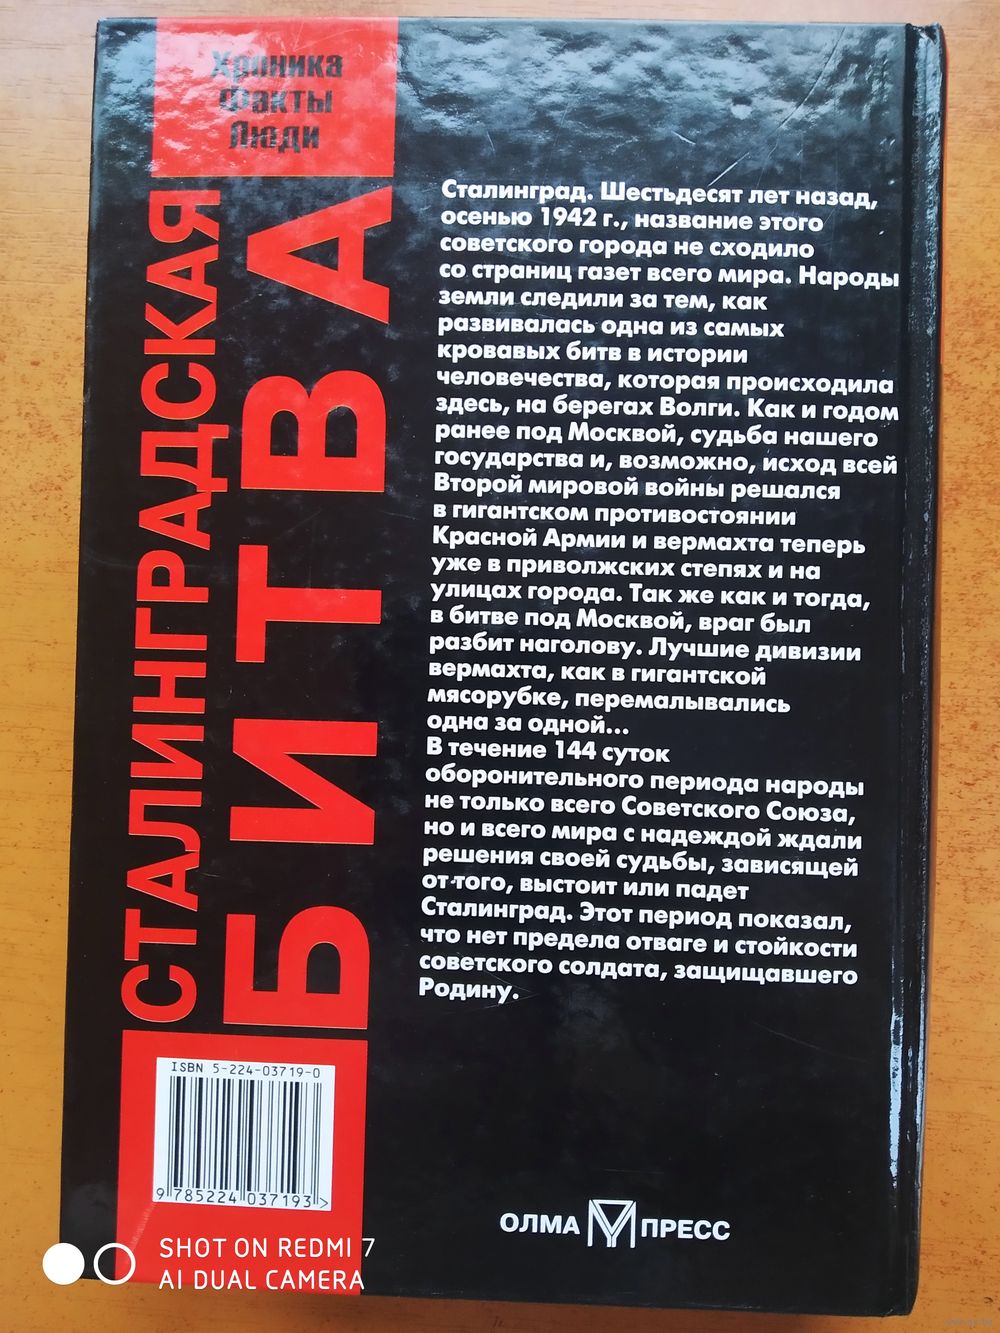 Хроника
Факты
Люди
СТАЛИНГРАДСКАЯ
БИТВА
Сталинград. Шестьдесят лет назад,
осенью 1942 г., название этого
советского города не сходило
со страниц газет всего мира. Народы
земли следили за тем, как
развивалась одна из самых
кровавых битв в истории
человечества, которая происходила
здесь, на берегах Волги. Как и годом
ранее под Москвой, судьба нашего
государства и, возможно, исход всей
Второй мировой войны решался
в гигантском противостоянии
Красной Армии и вермахта теперь
уже в приволжских степях и на
улицах города. Так же как и тогда,
в битве под Москвой, враг был
разбит наголову. Лучшие дивизии
вермахта, как в гигантской
мясорубке, перемалывались
одна за одной...
В течение 144 суток
оборонительного периода народы
не только всего Советского Союза,
но и всего мира с надеждой ждали
решения своей судьбы, зависящей
от того, выстоит или падет
Сталинград. Этот период показал,
что нет предела отваге и стойкости
советского солдата, защищавшего
Родину.
ISBN 5-224-03719-0
9 785224 037193 >
ОЛМА ПРЕСС
SHOT ON REDMI 7
AI DUAL CAMERA